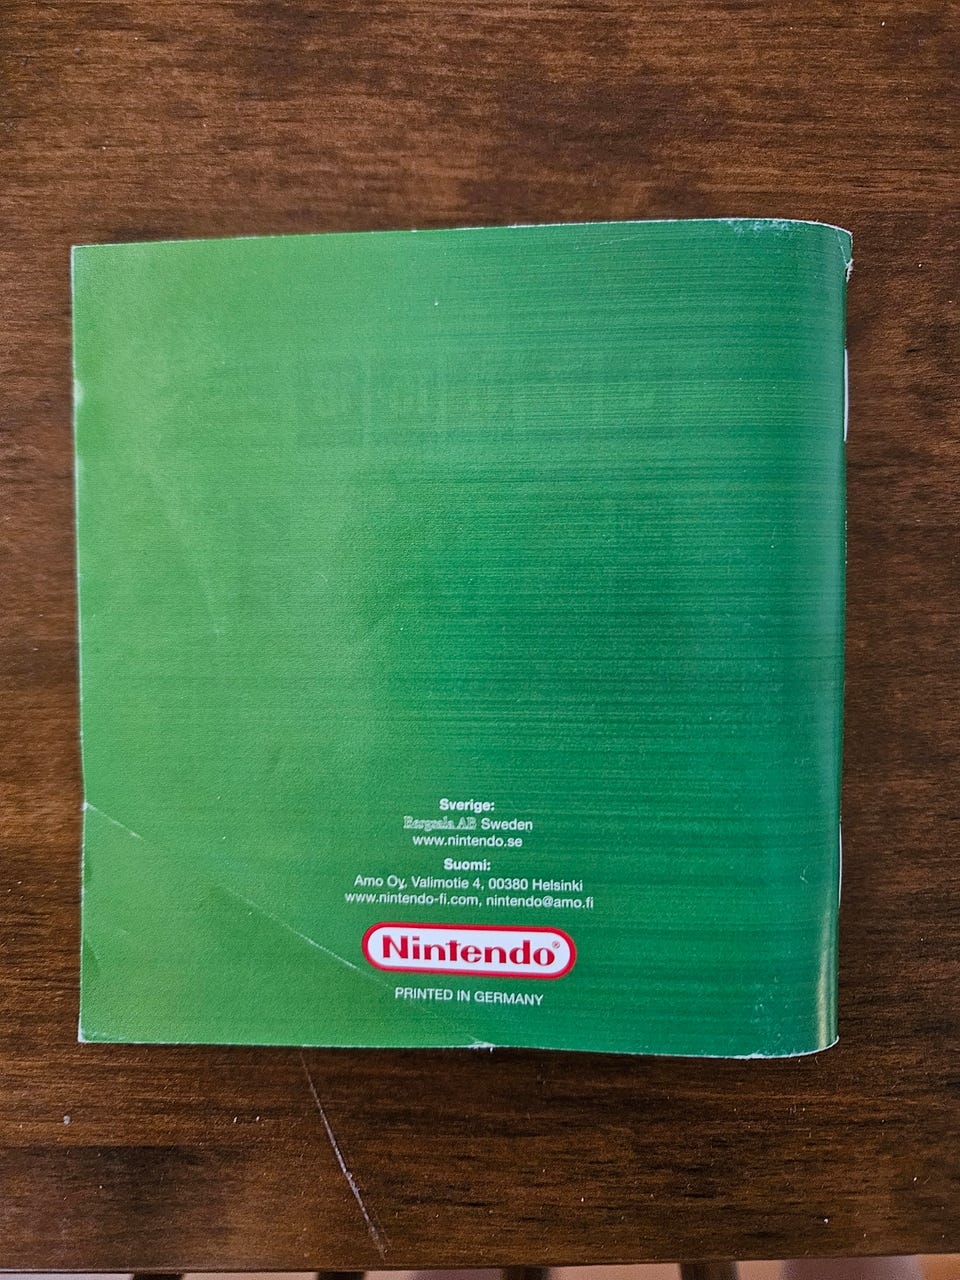 Sverige:
Bergsala AB Sweden
www.nintendo.se
Suomi:
Amo Oy, Valimotie 4, 00380 Helsinki
www.nintendo-fi.com, nintendo@amo.fi
Nintendo®
PRINTED IN GERMANY